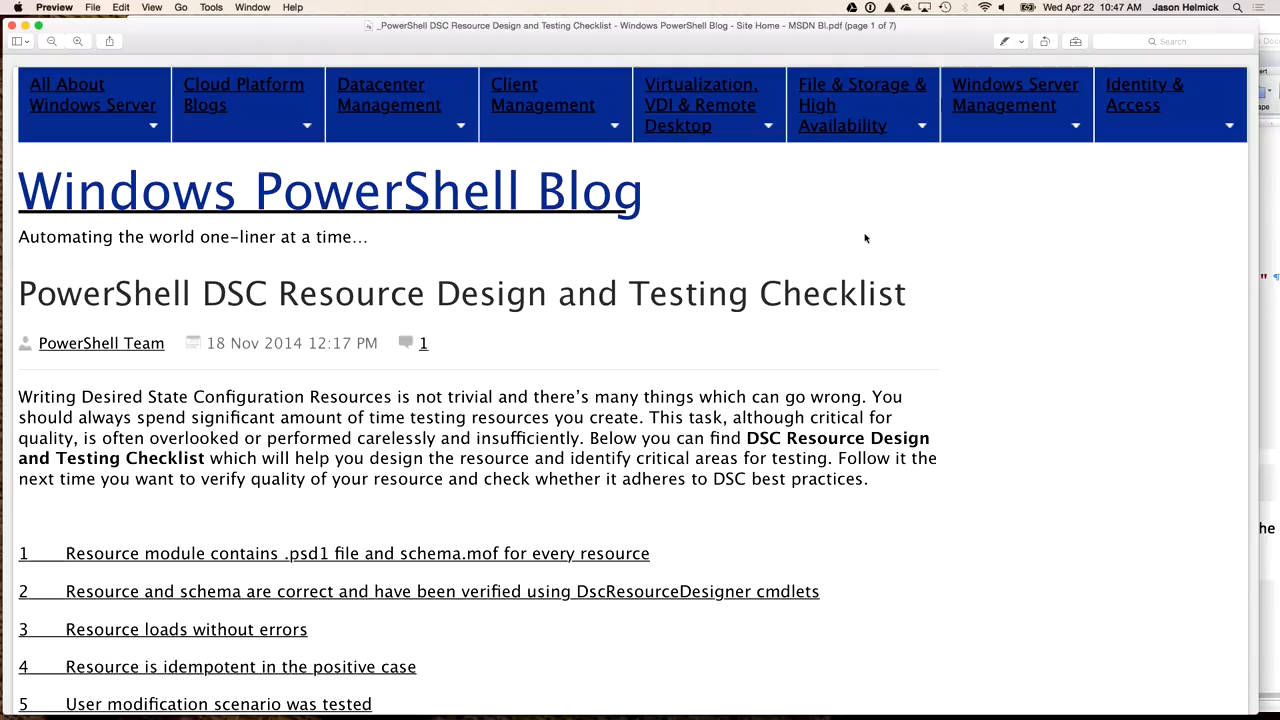 Preview File Edit View Go Tools Window Help Wed Apr 22 10:47 AM Jason Helmick
_PowerShell DSC Resource Design and Testing Checklist - Windows PowerShell Blog - Site Home - MSDN Bl.pdf (page 1 of 7)
Search
All About Windows Server
Cloud Platform Blogs
Datacenter Management
Client Management
Virtualization, VDI & Remote Desktop
File & Storage & High Availability
Windows Server Management
Identity & Access
Windows PowerShell Blog
Automating the world one-liner at a time…
PowerShell DSC Resource Design and Testing Checklist
PowerShell Team 18 Nov 2014 12:17 PM 1
Writing Desired State Configuration Resources is not trivial and there’s many things which can go wrong. You
should always spend significant amount of time testing resources you create. This task, although critical for
quality, is often overlooked or performed carelessly and insufficiently. Below you can find DSC Resource Design
and Testing Checklist which will help you design the resource and identify critical areas for testing. Follow it the
next time you want to verify quality of your resource and check whether it adheres to DSC best practices.
1 Resource module contains .psd1 file and schema.mof for every resource
2 Resource and schema are correct and have been verified using DscResourceDesigner cmdlets
3 Resource loads without errors
4 Resource is idempotent in the positive case
5 User modification scenario was tested
he